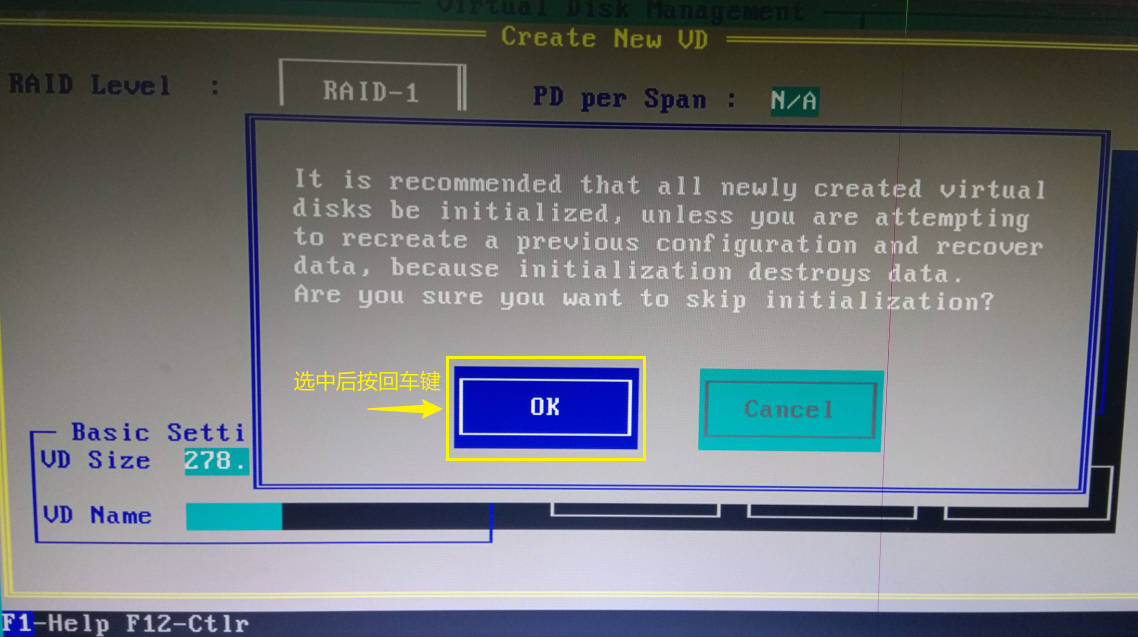 Virtual Disk Management
Create New VD
RAID Level : RAID-1 PD per Span : N/A
It is recommended that all newly created virtual
disks be initialized, unless you are attempting
to recreate a previous configuration and recover
data, because initialization destroys data.
Are you sure you want to skip initialization?
选中后按回车键
OK Cancel
Basic Setti
VD Size 278.
VD Name
F1-Help F12-Ctlr